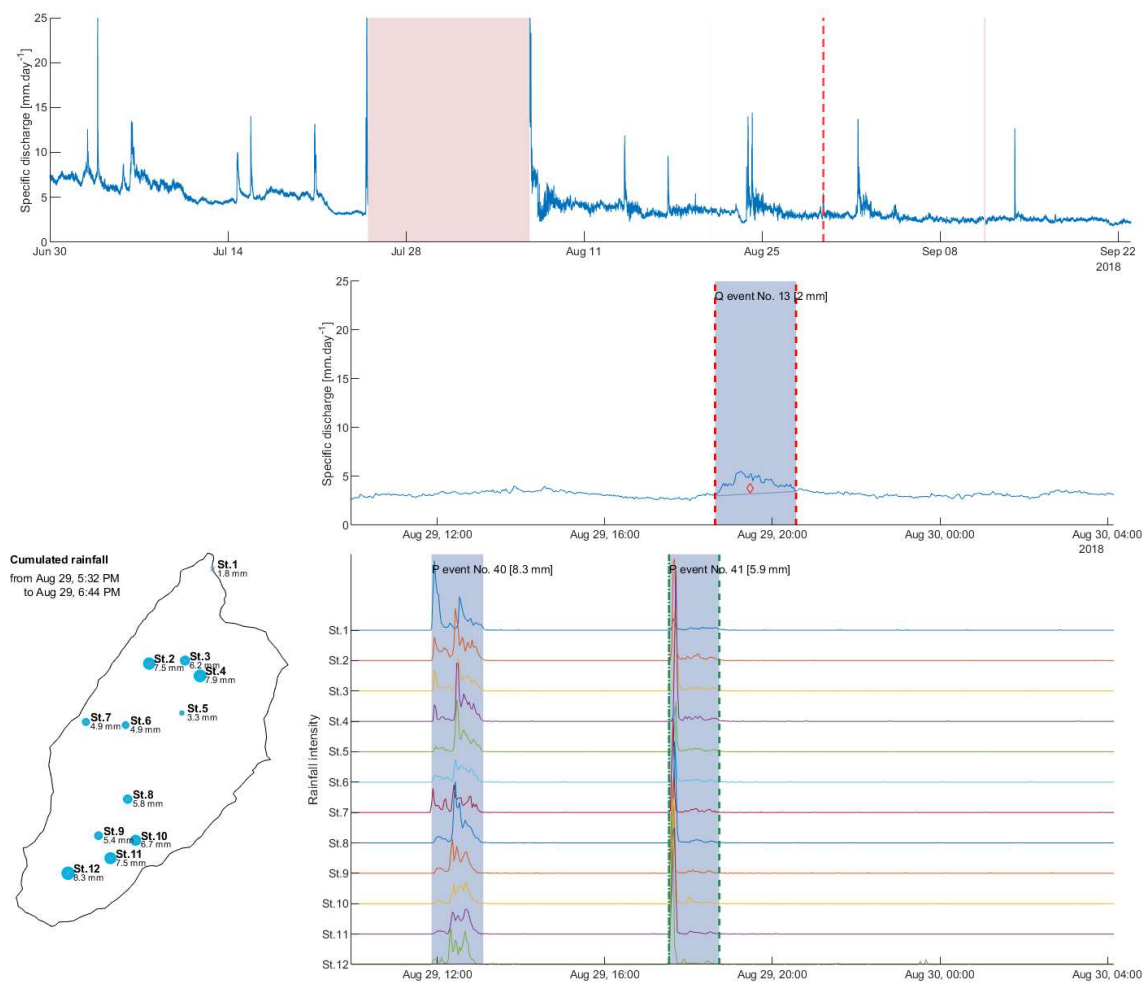 25
20
15
10
5
0
Specific discharge [mm.day⁻¹]
Jun 30
Jul 14
Jul 28
Aug 11
Aug 25
Sep 08
Sep 22
2018
25
20
15
10
5
0
Specific discharge [mm.day⁻¹]
Q event No. 13 [2 mm]
Aug 29, 12:00
Aug 29, 16:00
Aug 29, 20:00
Aug 30, 00:00
Aug 30, 04:00
2018
Cumulated rainfall
from Aug 29, 5:32 PM
to Aug 29, 6:44 PM
St.1
1.8 mm
St.2
7.5 mm
St.3
6.2 mm
St.4
7.9 mm
St.5
3.3 mm
St.7
4.9 mm
St.6
4.9 mm
St.8
5.8 mm
St.9
5.4 mm
St.10
6.7 mm
St.11
7.5 mm
St.12
8.3 mm
P event No. 40 [8.3 mm]
P event No. 41 [5.9 mm]
Rainfall intensity
St.1
St.2
St.3
St.4
St.5
St.6
St.7
St.8
St.9
St.10
St.11
St.12
Aug 29, 12:00
Aug 29, 16:00
Aug 29, 20:00
Aug 30, 00:00
Aug 30, 04:00